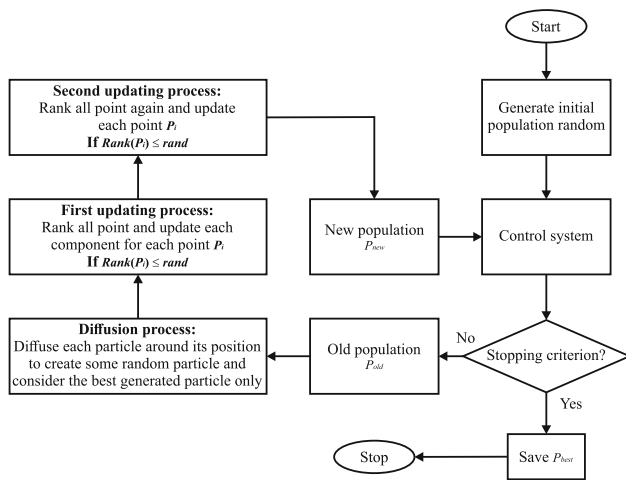 Start
Generate initial
population random
Control system
Stopping criterion?
No
Yes
Save Pbest
Stop
Old population
Pold
Diffusion process:
Diffuse each particle around its position
to create some random particle and
consider the best generated particle only
First updating process:
Rank all point and update each
component for each point Pi
If Rank(Pi) ≤ rand
Second updating process:
Rank all point again and update
each point Pi
If Rank(Pi) ≤ rand
New population
Pnew